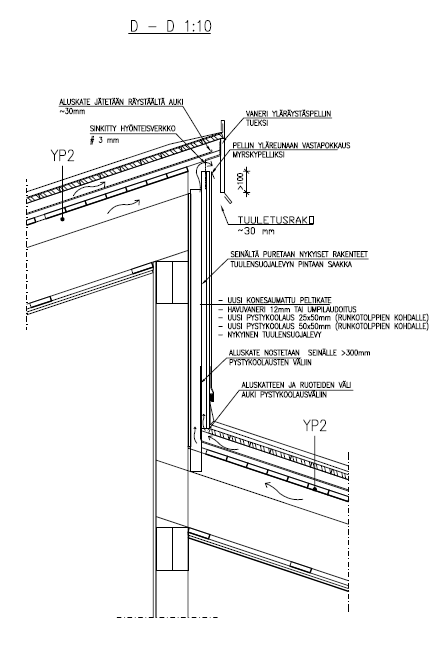 D - D 1:10
ALUSKATE JÄTETÄÄN RÄYSTÄÄLTÄ AUKI
~30mm
VANERI YLÄRÄYSTÄSPELLIN
TUEKSI
SINKITTY HYÖNTEISVERKKO
# 3 mm
PELLIN YLÄREUNAAN VASTAPOKKAUS
MYRSKYPELLIKSI
YP2
>100
TUULETUSRAKO
~30 mm
SEINÄLTÄ PURETAAN NYKYISET RAKENTEET
TUULENSUOJALEVYN PINTAAN SAAKKA
- UUSI KONESAUMATTU PELTIKATE
- HAVUVANERI 12mm TAI UMPILAUDOITUS
- UUSI PYSTYKOOLAUS 25x50mm (RUNKOTOLPPIEN KOHDALLE)
- UUSI PYSTYKOOLAUS 50x50mm (RUNKOTOLPPIEN KOHDALLE)
- NYKYINEN TUULENSUOJALEVY
ALUSKATE NOSTETAAN SEINÄLLE >300mm
PYSTYKOOLAUSTEN VÄLIIN
ALUSKATTEEN JA RUOTEIDEN VÄLI
AUKI PYSTYKOOLAUSVÄLIIN
YP2